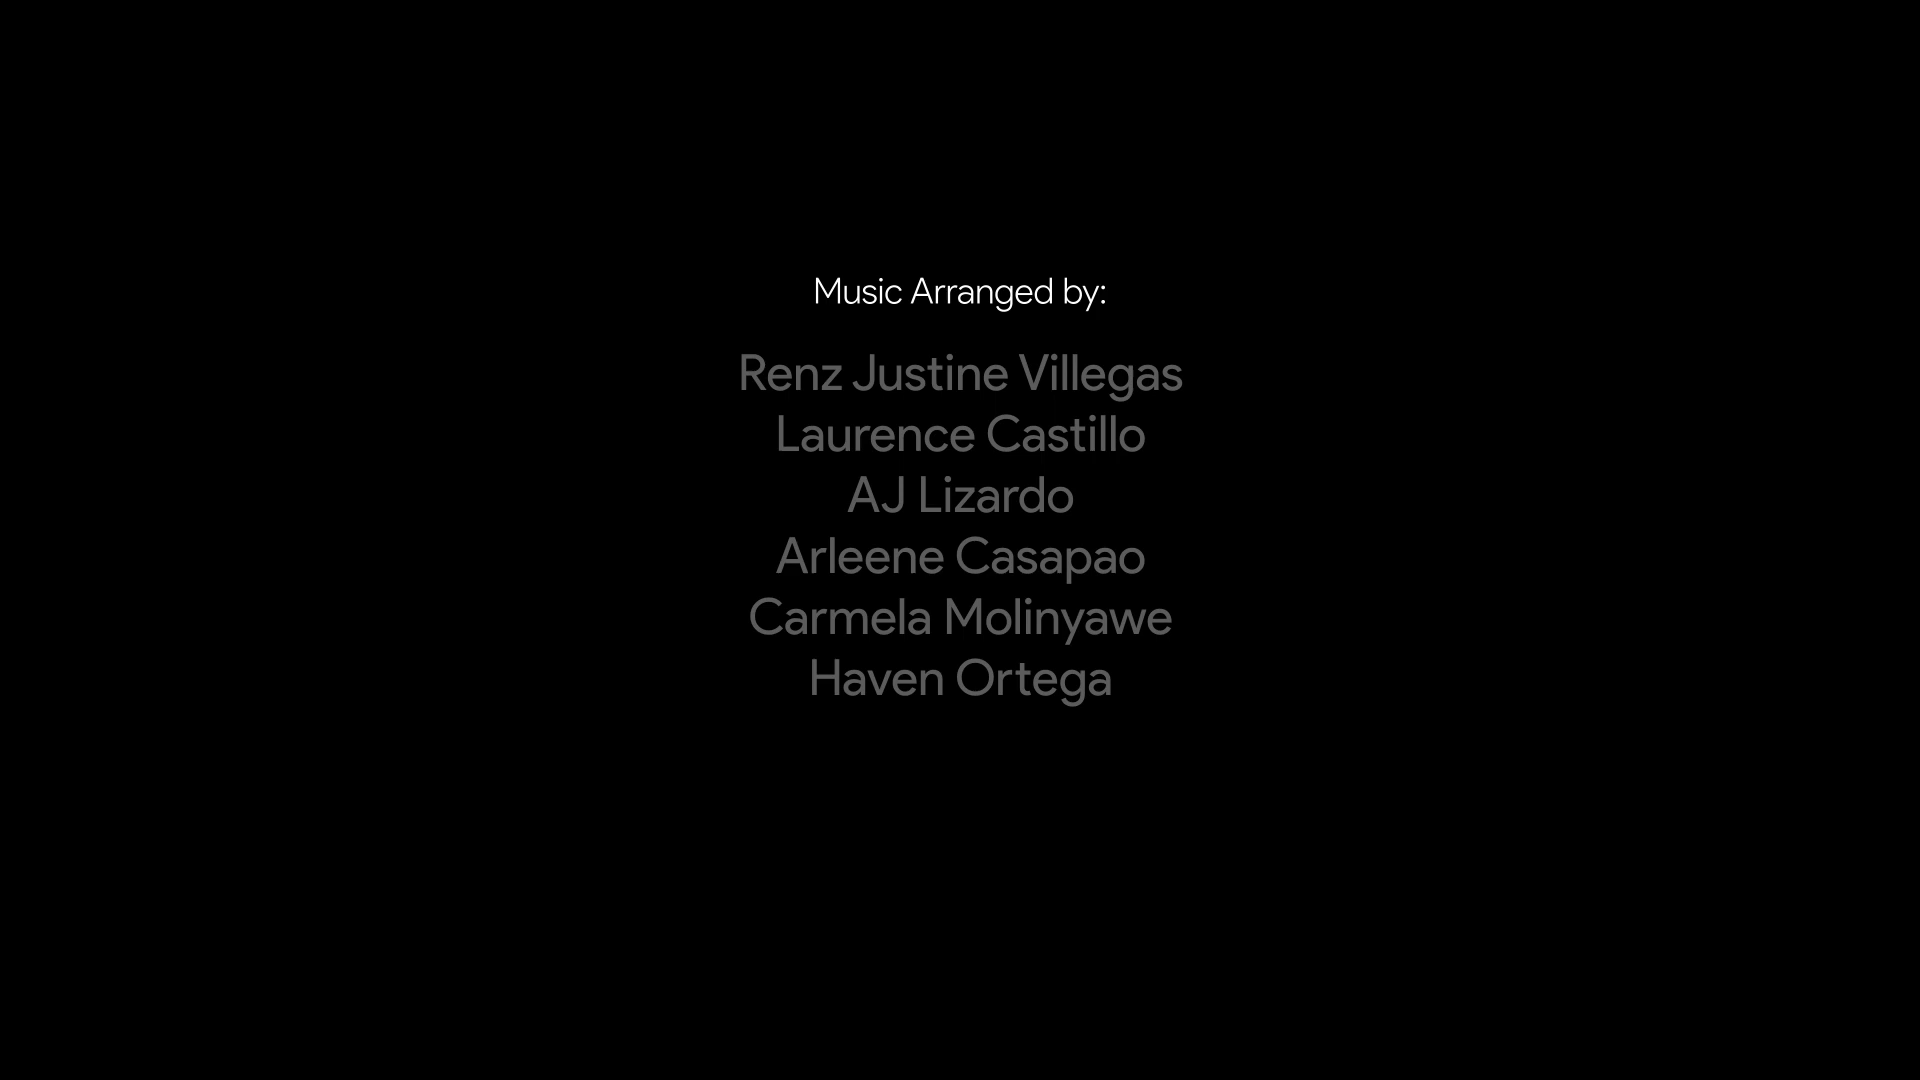 Music Arranged by:
Renz Justine Villegas
Laurence Castillo
AJ Lizardo
Arleene Casapao
Carmela Molinyawe
Haven Ortega